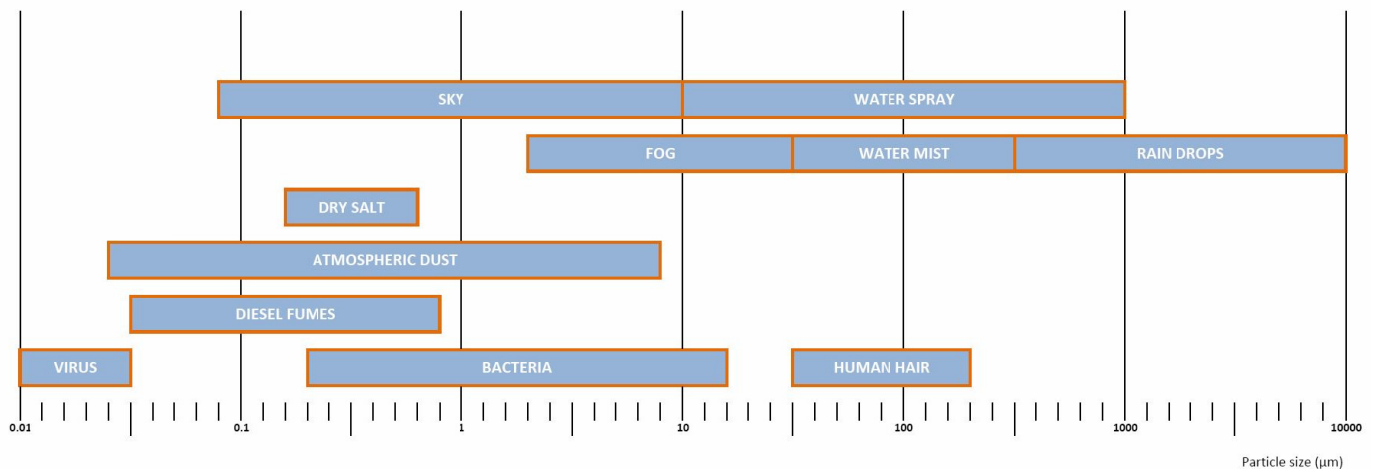 SKY
WATER SPRAY
FOG
WATER MIST
RAIN DROPS
DRY SALT
ATMOSPHERIC DUST
DIESEL FUMES
VIRUS
BACTERIA
HUMAN HAIR
0.01
0.1
1
10
100
1000
10000
Particle size (µm)